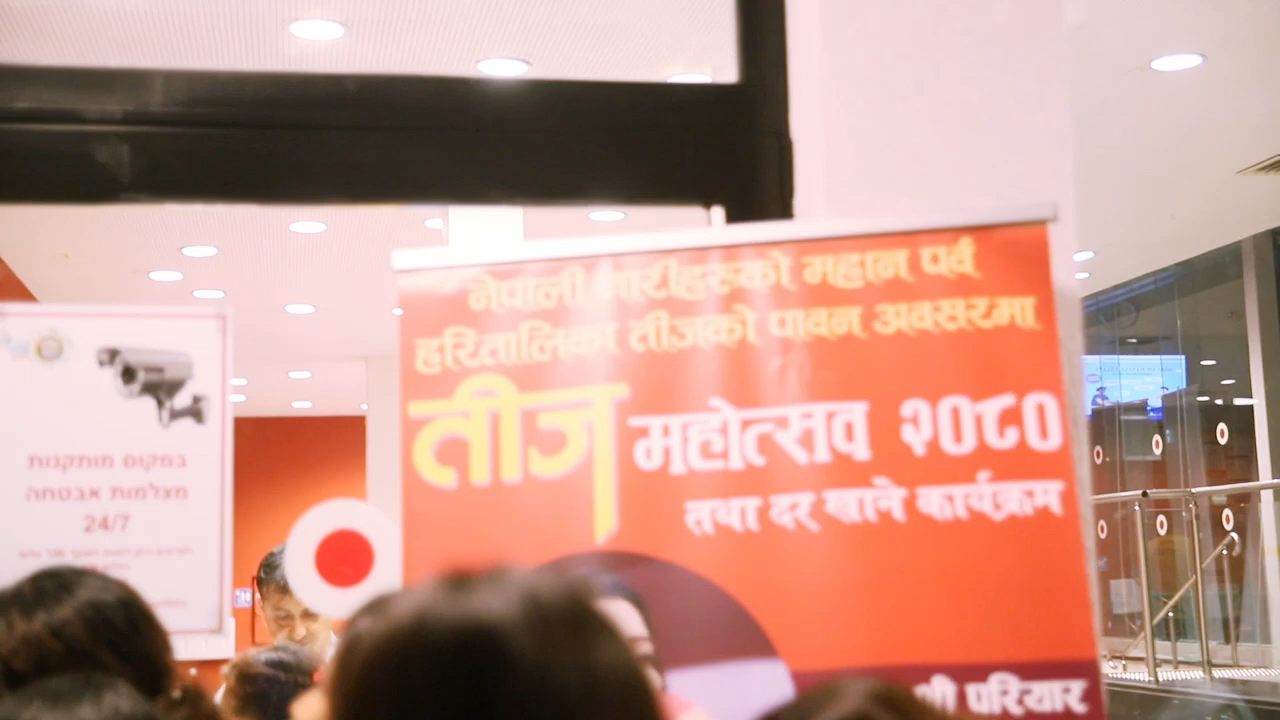 नेपाली नारीहरुको महान पर्व
हरितालिका तीजको पावन अवसरमा
तीज महोत्सव २०८०
तथा दर खाने कार्यक्रम
परियार
במקום מותקנות
מצלמות אבטחה
24/7